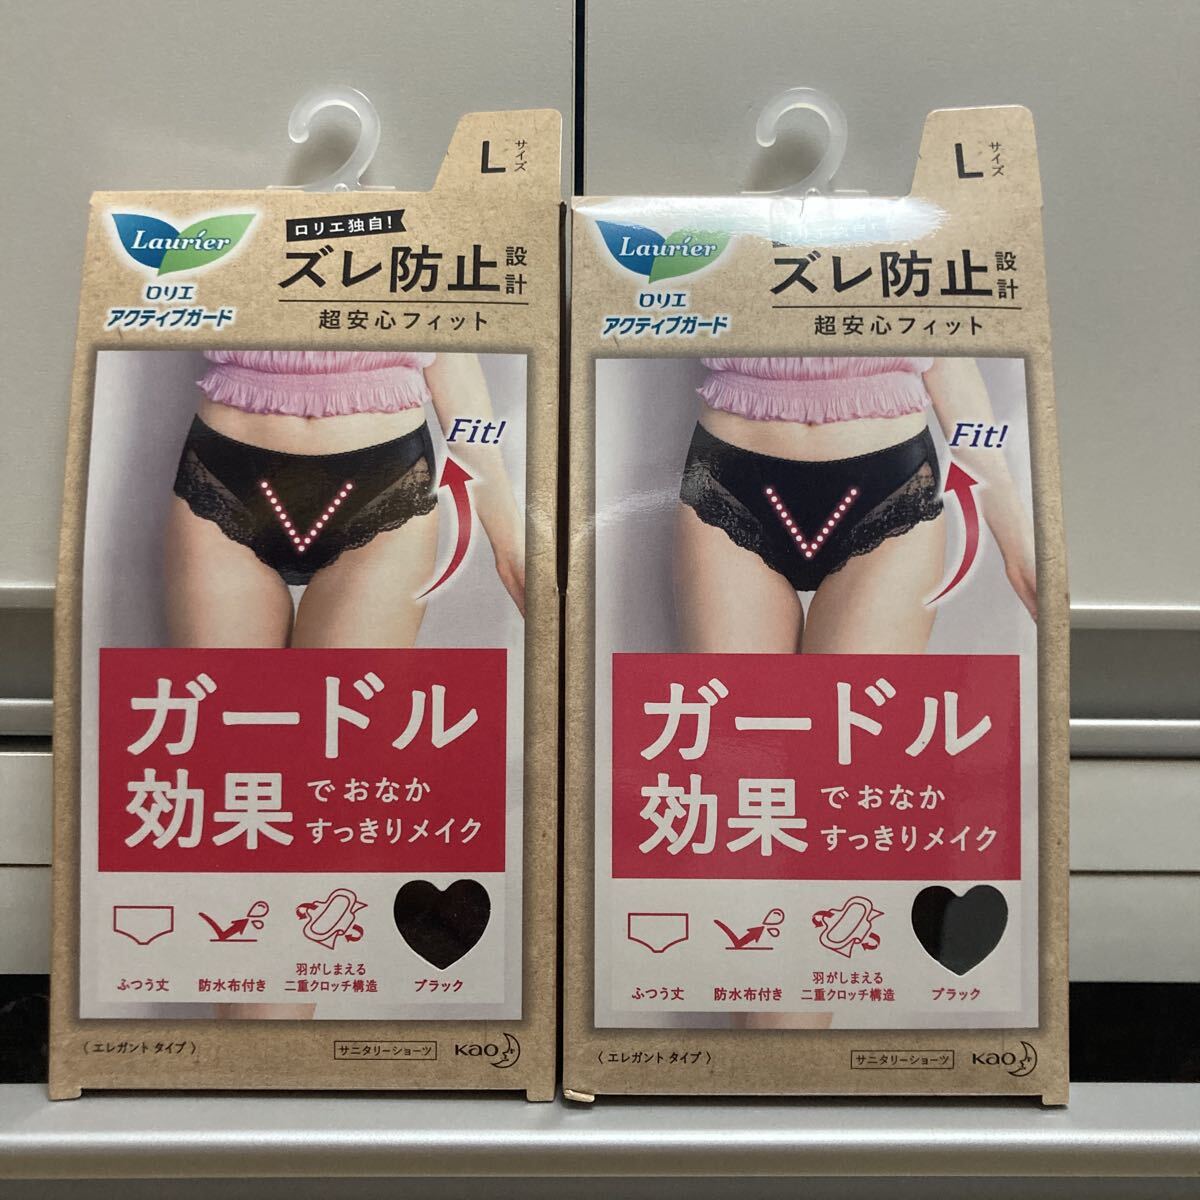 L サイズ
Laurier
ロリエ
アクティブガード
ロリエ独自!
ズレ防止設計
超安心フィット
Fit!
ガードル
効果でおなか
すっきりメイク
ふつう丈
防水布付き
羽がしまえる
二重クロッチ構造
ブラック
〈エレガント タイプ〉
サニタリーショーツ
Kao
L サイズ
Laurier
ロリエ
アクティブガード
ズレ防止設計
超安心フィット
Fit!
ガードル
効果でおなか
すっきりメイク
ふつう丈
防水布付き
羽がしまえる
二重クロッチ構造
ブラック
〈エレガント タイプ〉
サニタリーショーツ
Kao